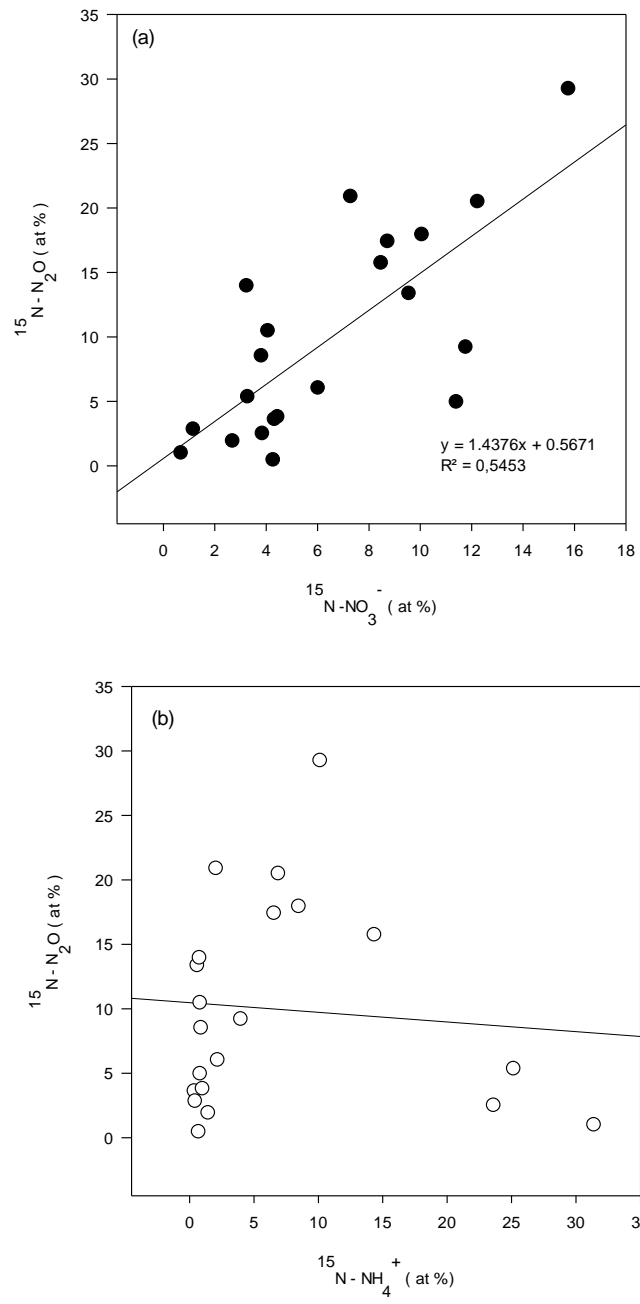 (a)
35
30
25
20
15
10
5
0
15N - N2O ( at % )
y = 1.4376x + 0.5671
R² = 0,5453
0 2 4 6 8 10 12 14 16 18
15N -NO3- ( at %)
(b)
35
30
25
20
15
10
5
0
15N - N2O ( at % )
0 5 10 15 20 25 30 3
15N - NH4+ ( at %)